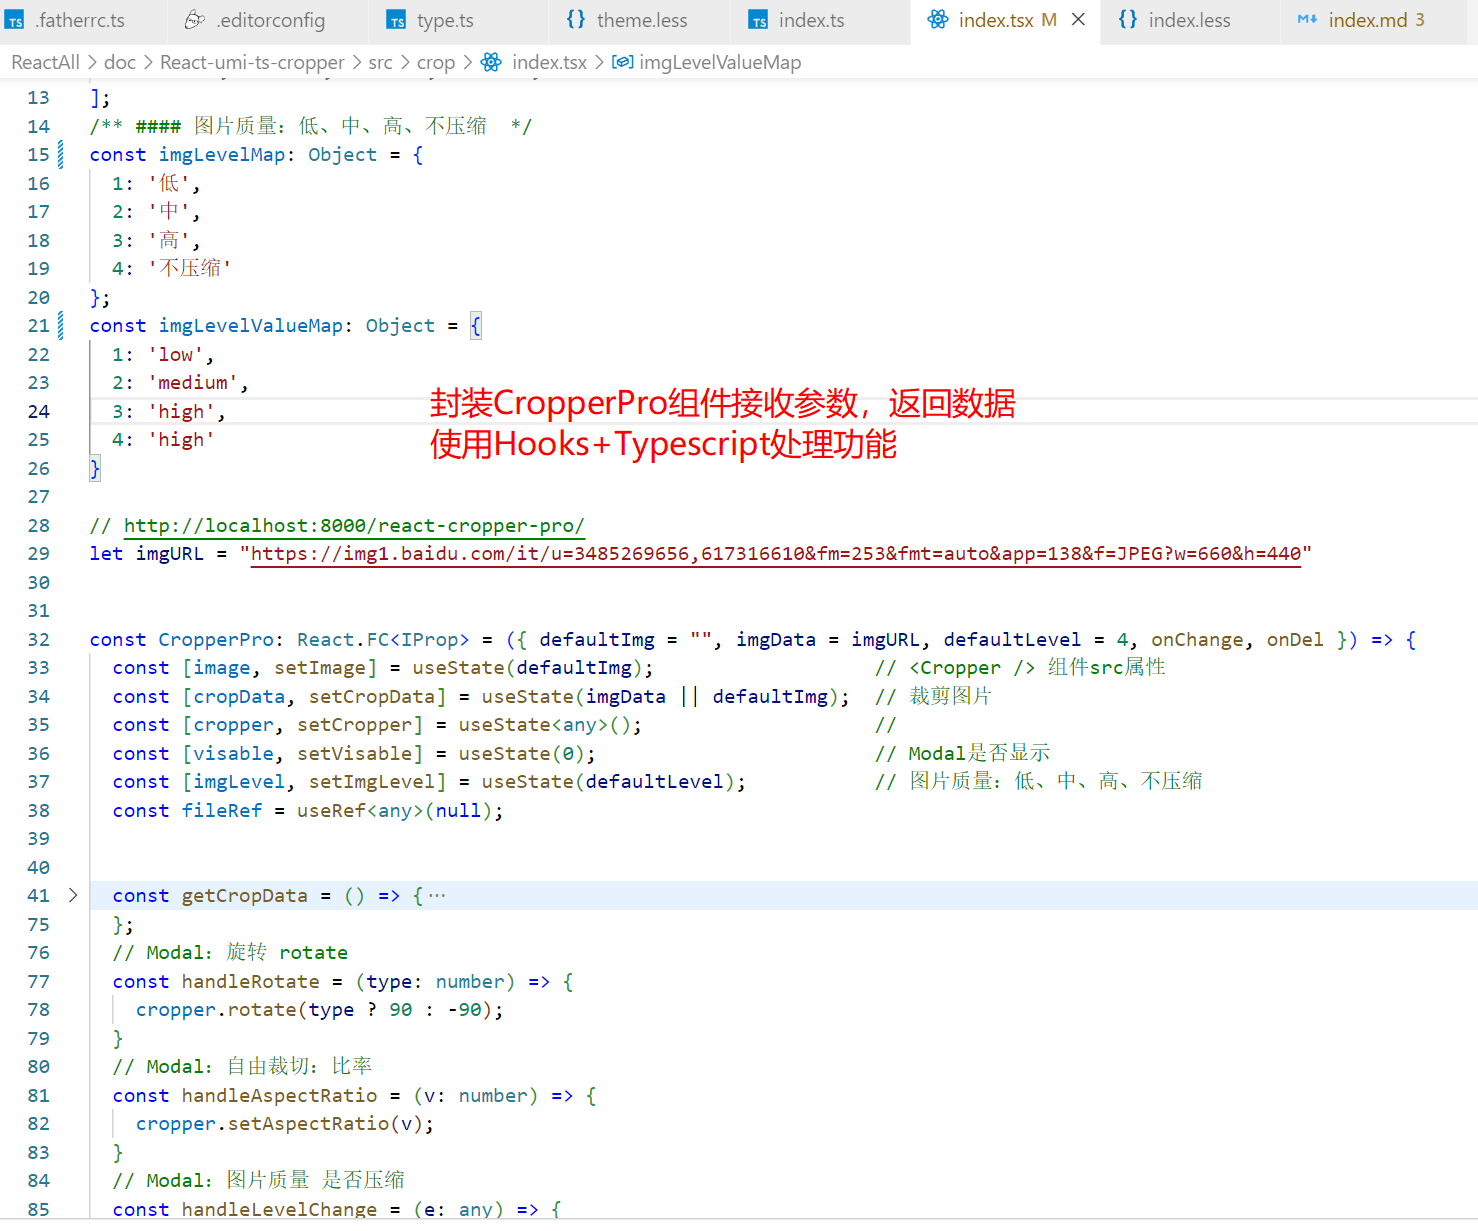 .fatherrc.ts .editorconfig type.ts theme.less index.ts index.tsx M index.less index.md 3
ReactAll > doc > React-umi-ts-cropper > src > crop > index.tsx > imgLevelValueMap
13 ];
14 /** #### 图片质量：低、中、高、不压缩 */
15 const imgLevelMap: Object = {
16 1: '低',
17 2: '中',
18 3: '高',
19 4: '不压缩'
20 };
21 const imgLevelValueMap: Object = {
22 1: 'low',
23 2: 'medium',
24 3: 'high',
25 4: 'high'
封装CropperPro组件接收参数，返回数据
使用Hooks+Typescript处理功能
26 }
27
28 // http://localhost:8000/react-cropper-pro/
29 let imgURL = "https://img1.baidu.com/it/u=3485269656,617316610&fm=253&fmt=auto&app=138&f=JPEG?w=660&h=440"
30
31
32 const CropperPro: React.FC<IProp> = ({ defaultImg = "", imgData = imgURL, defaultLevel = 4, onChange, onDel }) => {
33 const [image, setImage] = useState(defaultImg); // <Cropper /> 组件src属性
34 const [cropData, setCropData] = useState(imgData || defaultImg); // 裁剪图片
35 const [cropper, setCropper] = useState<any>(); //
36 const [visable, setVisable] = useState(0); // Modal是否显示
37 const [imgLevel, setImgLevel] = useState(defaultLevel); // 图片质量：低、中、高、不压缩
38 const fileRef = useRef<any>(null);
39
40
41 const getCropData = () => {···
75 };
76 // Modal: 旋转 rotate
77 const handleRotate = (type: number) => {
78 cropper.rotate(type ? 90 : -90);
79 }
80 // Modal: 自由裁切：比率
81 const handleAspectRatio = (v: number) => {
82 cropper.setAspectRatio(v);
83 }
84 // Modal: 图片质量 是否压缩
85 const handleLevelChange = (e: any) => {